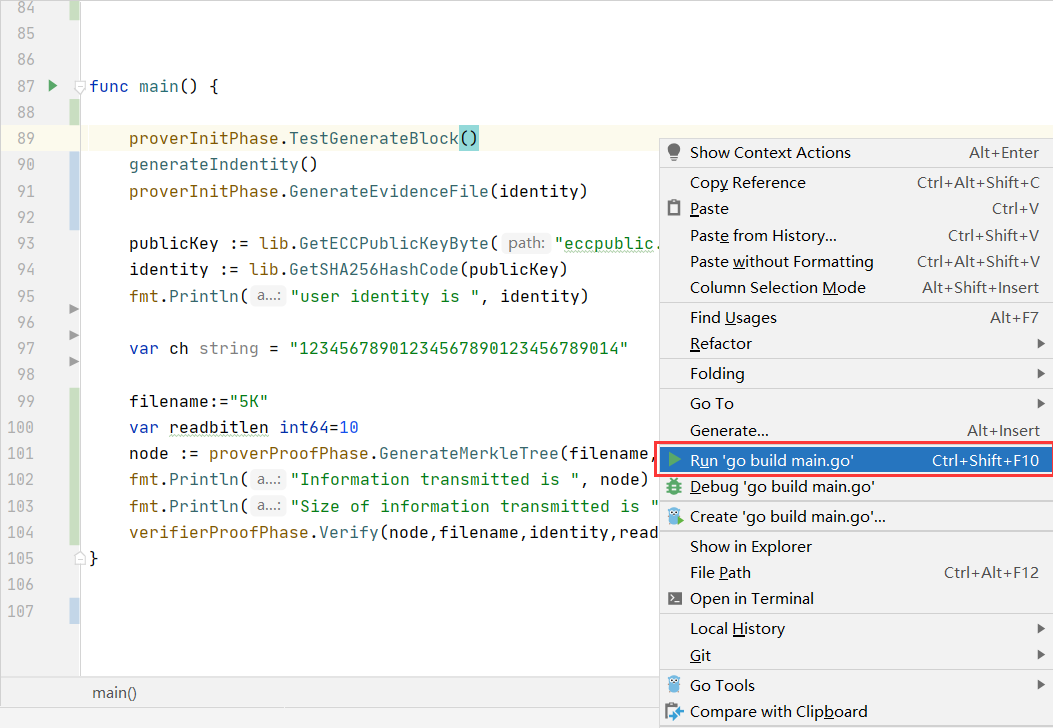 84
85
86
87 func main() {
88
89 proverInitPhase.TestGenerateBlock()
90 generateIndentity()
91 proverInitPhase.GenerateEvidenceFile(identity)
92
93 publicKey := lib.GetECCPublicKeyByte( path: "eccpublic.
94 identity := lib.GetSHA256HashCode(publicKey)
95 fmt.Println( a...: "user identity is ", identity)
96
97 var ch string = "12345678901234567890123456789014"
98
99 filename:="5K"
100 var readbitlen int64=10
101 node := proverProofPhase.GenerateMerkleTree(filename,
102 fmt.Println( a...: "Information transmitted is ", node)
103 fmt.Println( a...: "Size of information transmitted is "
104 verifierProofPhase.Verify(node,filename,identity,read
105 }
106
107
main()
Show Context Actions Alt+Enter
Copy Reference Ctrl+Alt+Shift+C
Paste Ctrl+V
Paste from History... Ctrl+Shift+V
Paste without Formatting Ctrl+Alt+Shift+V
Column Selection Mode Alt+Shift+Insert
Find Usages Alt+F7
Refactor
Folding
Go To
Generate... Alt+Insert
Run 'go build main.go' Ctrl+Shift+F10
Debug 'go build main.go'
Create 'go build main.go'...
Show in Explorer
File Path Ctrl+Alt+F12
Open in Terminal
Local History
Git
Go Tools
Compare with Clipboard